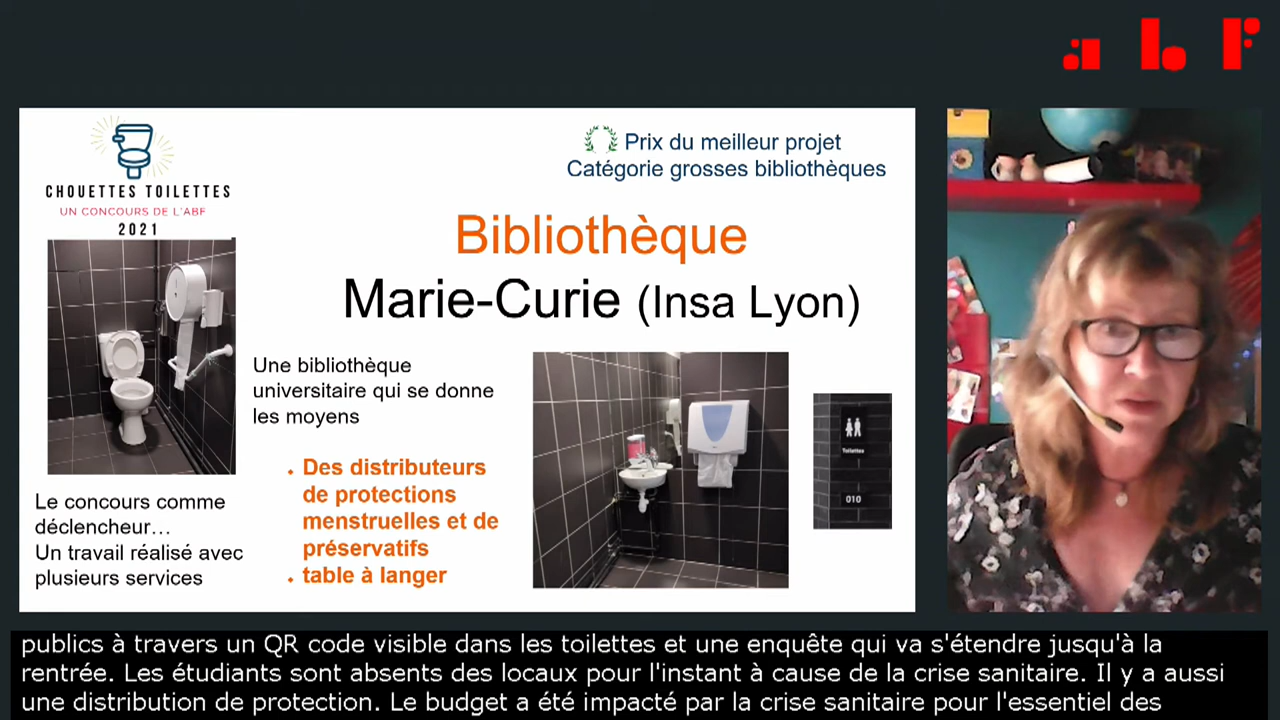 abF
CHOUETTES TOILETTES
UN CONCOURS DE L'ABF
2021
Prix du meilleur projet
Catégorie grosses bibliothèques
Bibliothèque
Marie-Curie (Insa Lyon)
Une bibliothèque
universitaire qui se donne
les moyens
. Des distributeurs
de protections
menstruelles et de
préservatifs
. table à langer
Le concours comme
déclencheur…
Un travail réalisé avec
plusieurs services
Toilettes
010
publics à travers un QR code visible dans les toilettes et une enquête qui va s'étendre jusqu'à la
rentrée. Les étudiants sont absents des locaux pour l'instant à cause de la crise sanitaire. Il y a aussi
une distribution de protection. Le budget a été impacté par la crise sanitaire pour l'essentiel des